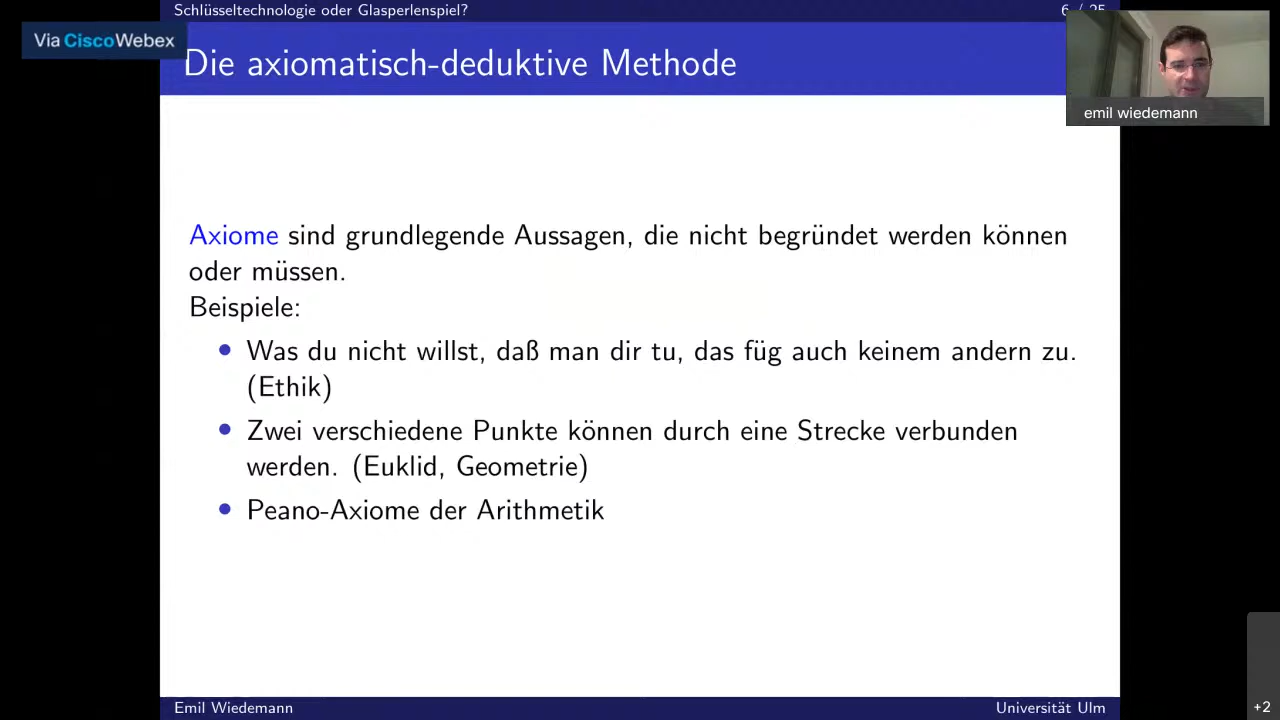 Schlüsseltechnologie oder Glasperlenspiel?
6 / 25
Via CiscoWebex
Die axiomatisch-deduktive Methode
emil wiedemann
Axiome sind grundlegende Aussagen, die nicht begründet werden können
oder müssen.
Beispiele:
• Was du nicht willst, daß man dir tu, das füg auch keinem andern zu.
(Ethik)
• Zwei verschiedene Punkte können durch eine Strecke verbunden
werden. (Euklid, Geometrie)
• Peano-Axiome der Arithmetik
Emil Wiedemann
Universität Ulm
+2